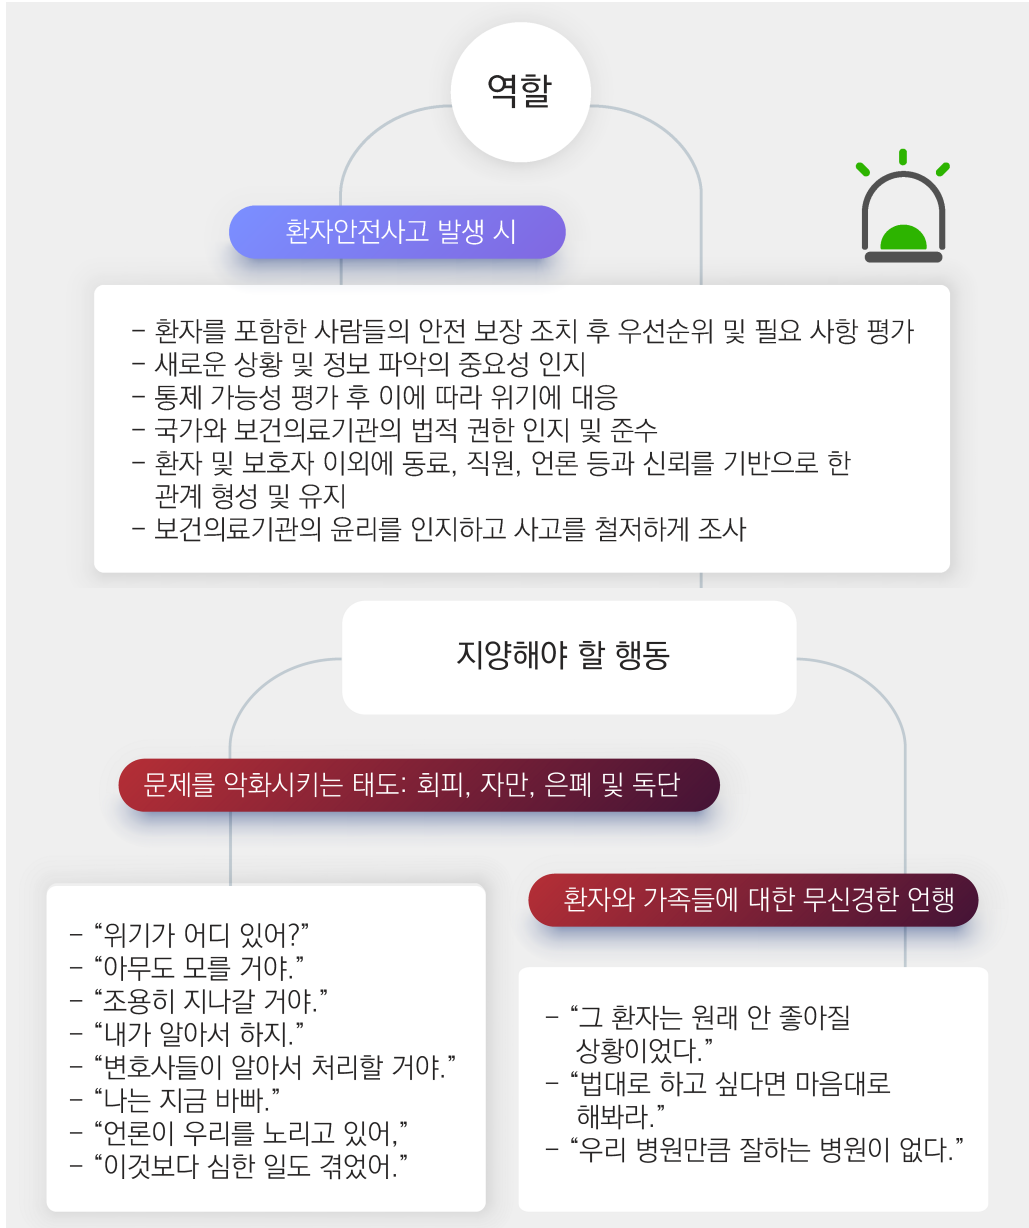 역할
환자안전사고 발생 시
– 환자를 포함한 사람들의 안전 보장 조치 후 우선순위 및 필요 사항 평가
– 새로운 상황 및 정보 파악의 중요성 인지
– 통제 가능성 평가 후 이에 따라 위기에 대응
– 국가와 보건의료기관의 법적 권한 인지 및 준수
– 환자 및 보호자 이외에 동료, 직원, 언론 등과 신뢰를 기반으로 한
관계 형성 및 유지
– 보건의료기관의 윤리를 인지하고 사고를 철저하게 조사
지양해야 할 행동
문제를 악화시키는 태도: 회피, 자만, 은폐 및 독단
– “위기가 어디 있어?”
– “아무도 모를 거야.”
– “조용히 지나갈 거야.”
– “내가 알아서 하지.”
– “변호사들이 알아서 처리할 거야.”
– “나는 지금 바빠.”
– “언론이 우리를 노리고 있어,”
– “이것보다 심한 일도 겪었어.”
환자와 가족들에 대한 무신경한 언행
– “그 환자는 원래 안 좋아질
상황이었다.”
– “법대로 하고 싶다면 마음대로
해봐라.”
– “우리 병원만큼 잘하는 병원이 없다.”